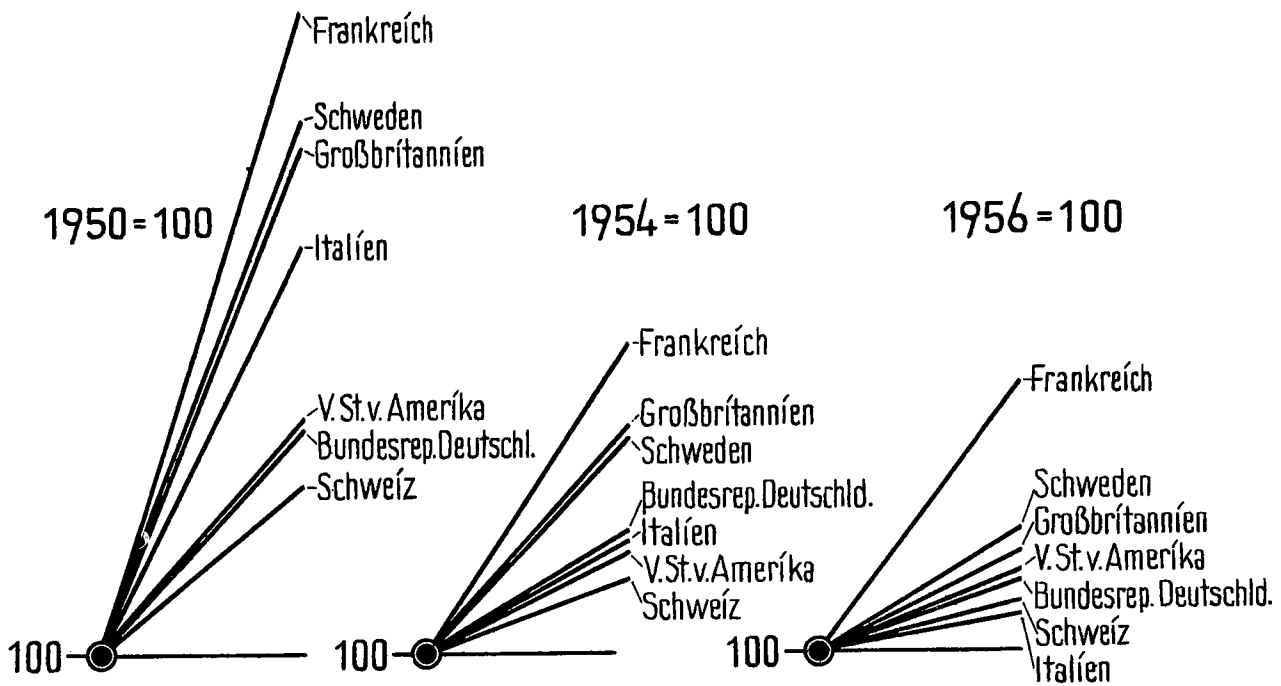 1950=100
Frankreich
Schweden
Großbritannien
Italien
V. St. v. Amerika
Bundesrep. Deutschl.
Schweiz
100
1954=100
Frankreich
Großbritannien
Schweden
Bundesrep. Deutschld.
Italien
V. St. v. Amerika
Schweiz
100
1956=100
Frankreich
Schweden
Großbritannien
V. St. v. Amerika
Bundesrep. Deutschld.
Schweiz
Italien
100